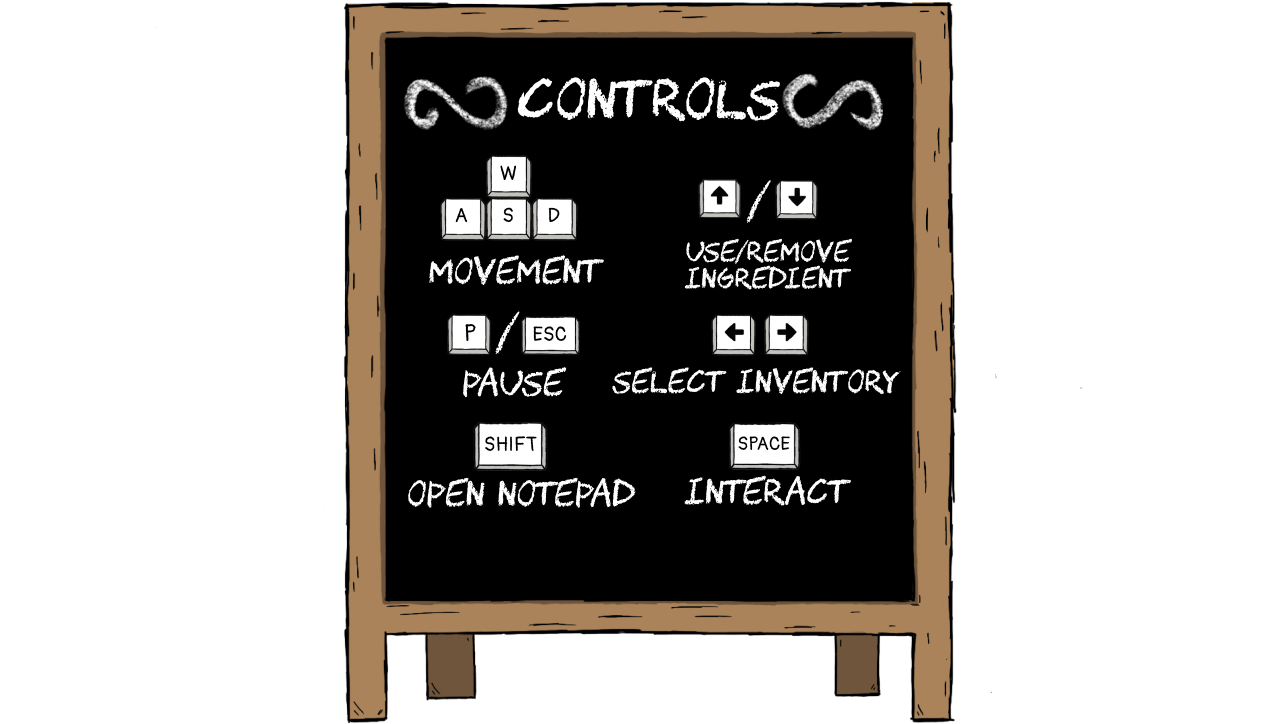 CONTROLS
W
A S D
MOVEMENT
↑ / ↓
USE/REMOVE
INGREDIENT
P / ESC
PAUSE
← →
SELECT INVENTORY
SHIFT
OPEN NOTEPAD
SPACE
INTERACT